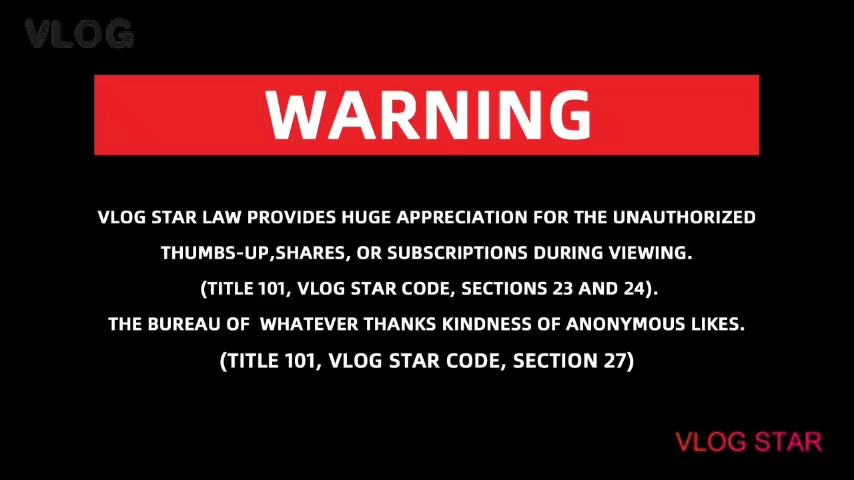 VLOG
WARNING
VLOG STAR LAW PROVIDES HUGE APPRECIATION FOR THE UNAUTHORIZED
THUMBS-UP,SHARES, OR SUBSCRIPTIONS DURING VIEWING.
(TITLE 101, VLOG STAR CODE, SECTIONS 23 AND 24).
THE BUREAU OF  WHATEVER THANKS KINDNESS OF ANONYMOUS LIKES.
(TITLE 101, VLOG STAR CODE, SECTION 27)
VLOG STAR